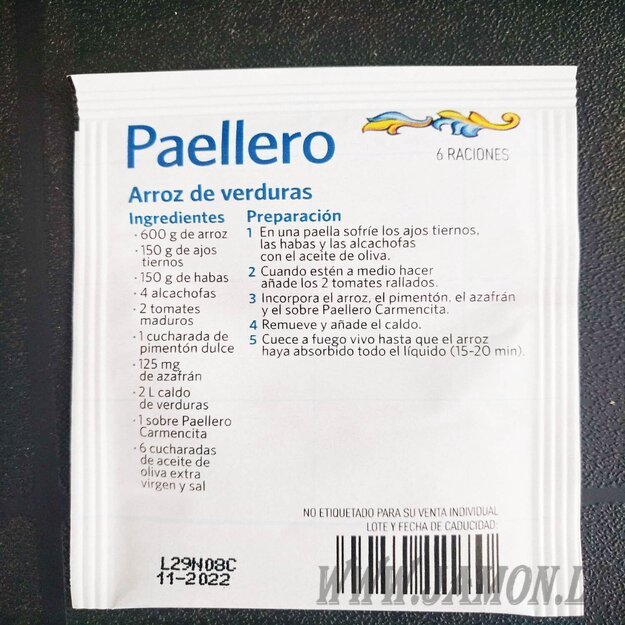 Paellero
6 RACIONES
Arroz de verduras
Ingredientes
· 600 g de arroz
· 150 g de ajos
tiernos
· 150 g de habas
· 4 alcachofas
· 2 tomates
maduros
· 1 cucharada de
pimentón dulce
· 125 mg
de azafrán
· 2 L caldo
de verduras
· 1 sobre Paellero
Carmencita
· 6 cucharadas
de aceite de
oliva extra
virgen y sal
Preparación
1 En una paella sofríe los ajos tiernos,
las habas y las alcachofas
con el aceite de oliva.
2 Cuando estén a medio hacer
añade los 2 tomates rallados.
3 Incorpora el arroz, el pimentón, el azafrán
y el sobre Paellero Carmencita.
4 Remueve y añade el caldo.
5 Cuece a fuego vivo hasta que el arroz
haya absorbido todo el líquido (15-20 min).
NO ETIQUETADO PARA SU VENTA INDIVIDUAL
LOTE Y FECHA DE CADUCIDAD:
L29N08C
11-2022
WWW.JAMON.D